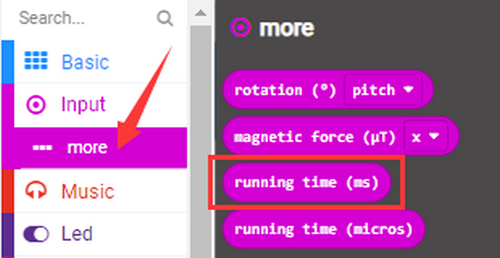 Search...
Basic
Input
more
Music
Led
more
rotation (°) pitch
magnetic force (µT) x
running time (ms)
running time (micros)